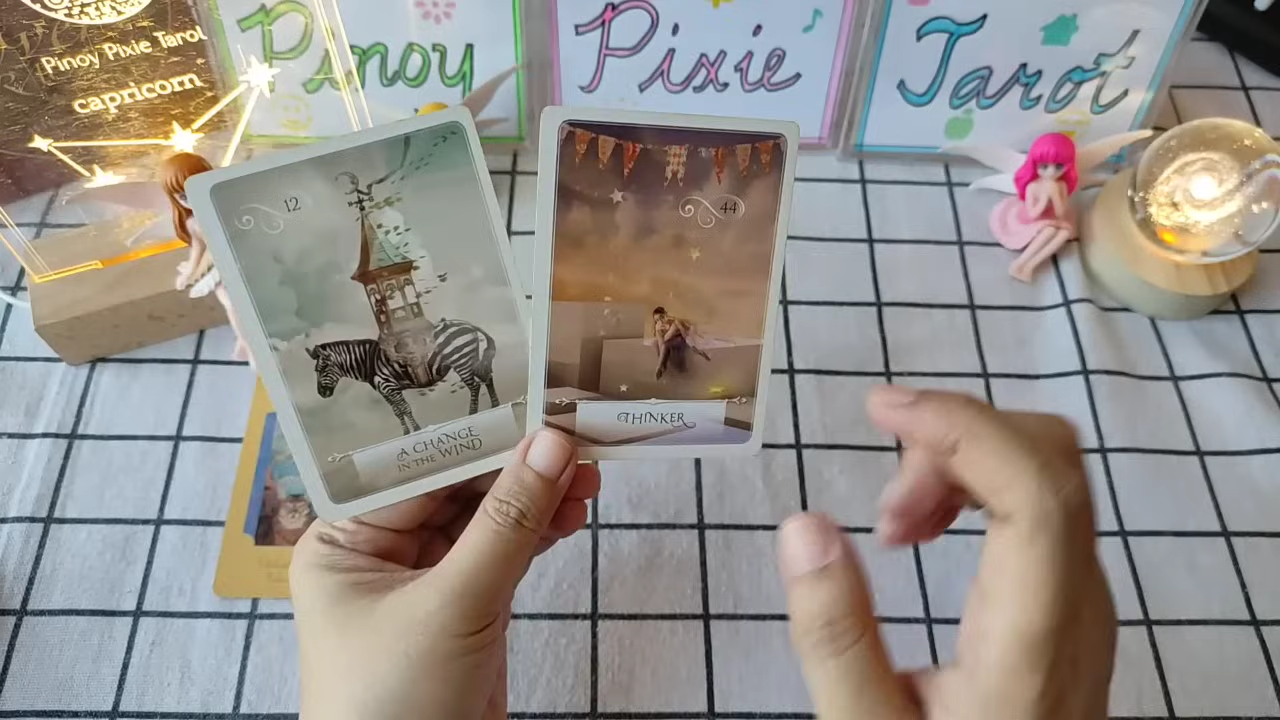 Pinoy Pixie Tarot
capricorn
Pinoy
Pixie
Tarot
12
A CHANGE
IN THE WIND
44
THINKER